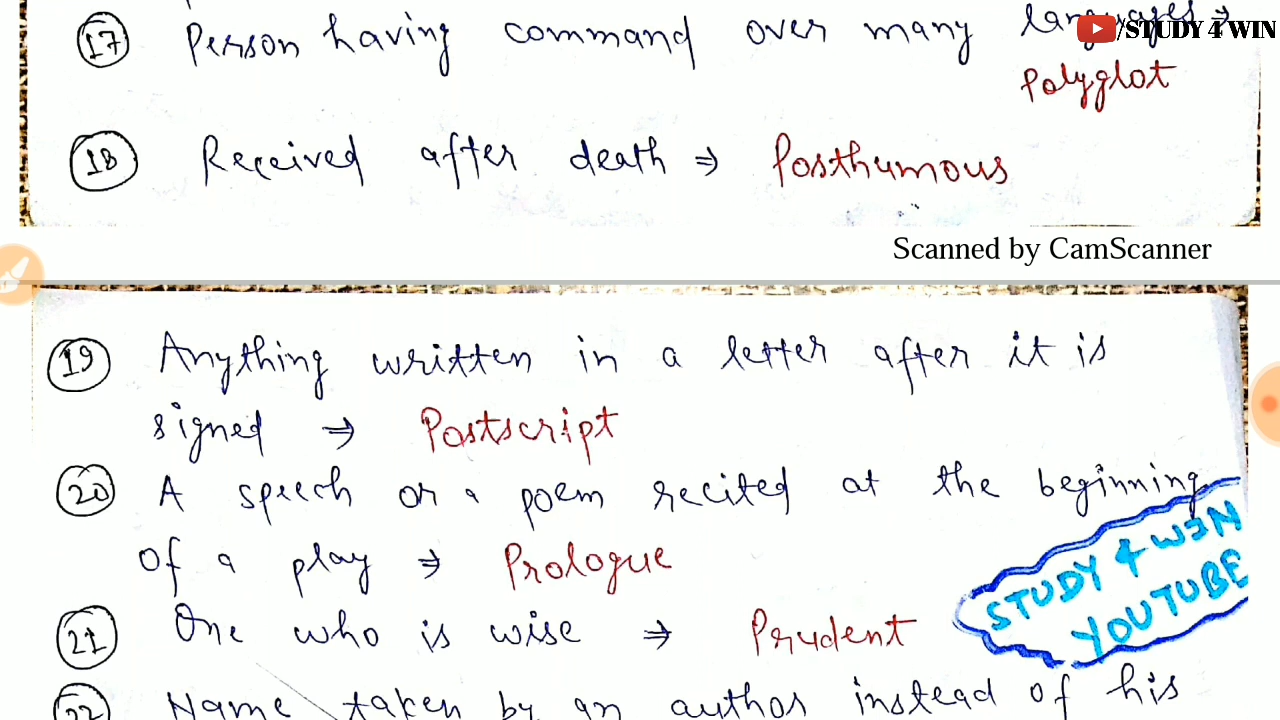 17 Person having command over many languages ⇒
/STUDY 4 WIN
Polyglot
18 Received after death ⇒ Posthumous
Scanned by CamScanner
19 Anything written in a letter after it is
signed ⇒ Postscript
20 A speech or a poem recited at the beginning
of a play ⇒ Prologue
STUDY 4 WIN
YOUTUBE
21 One who is wise ⇒ Prudent
22 Name taken by an author instead of his